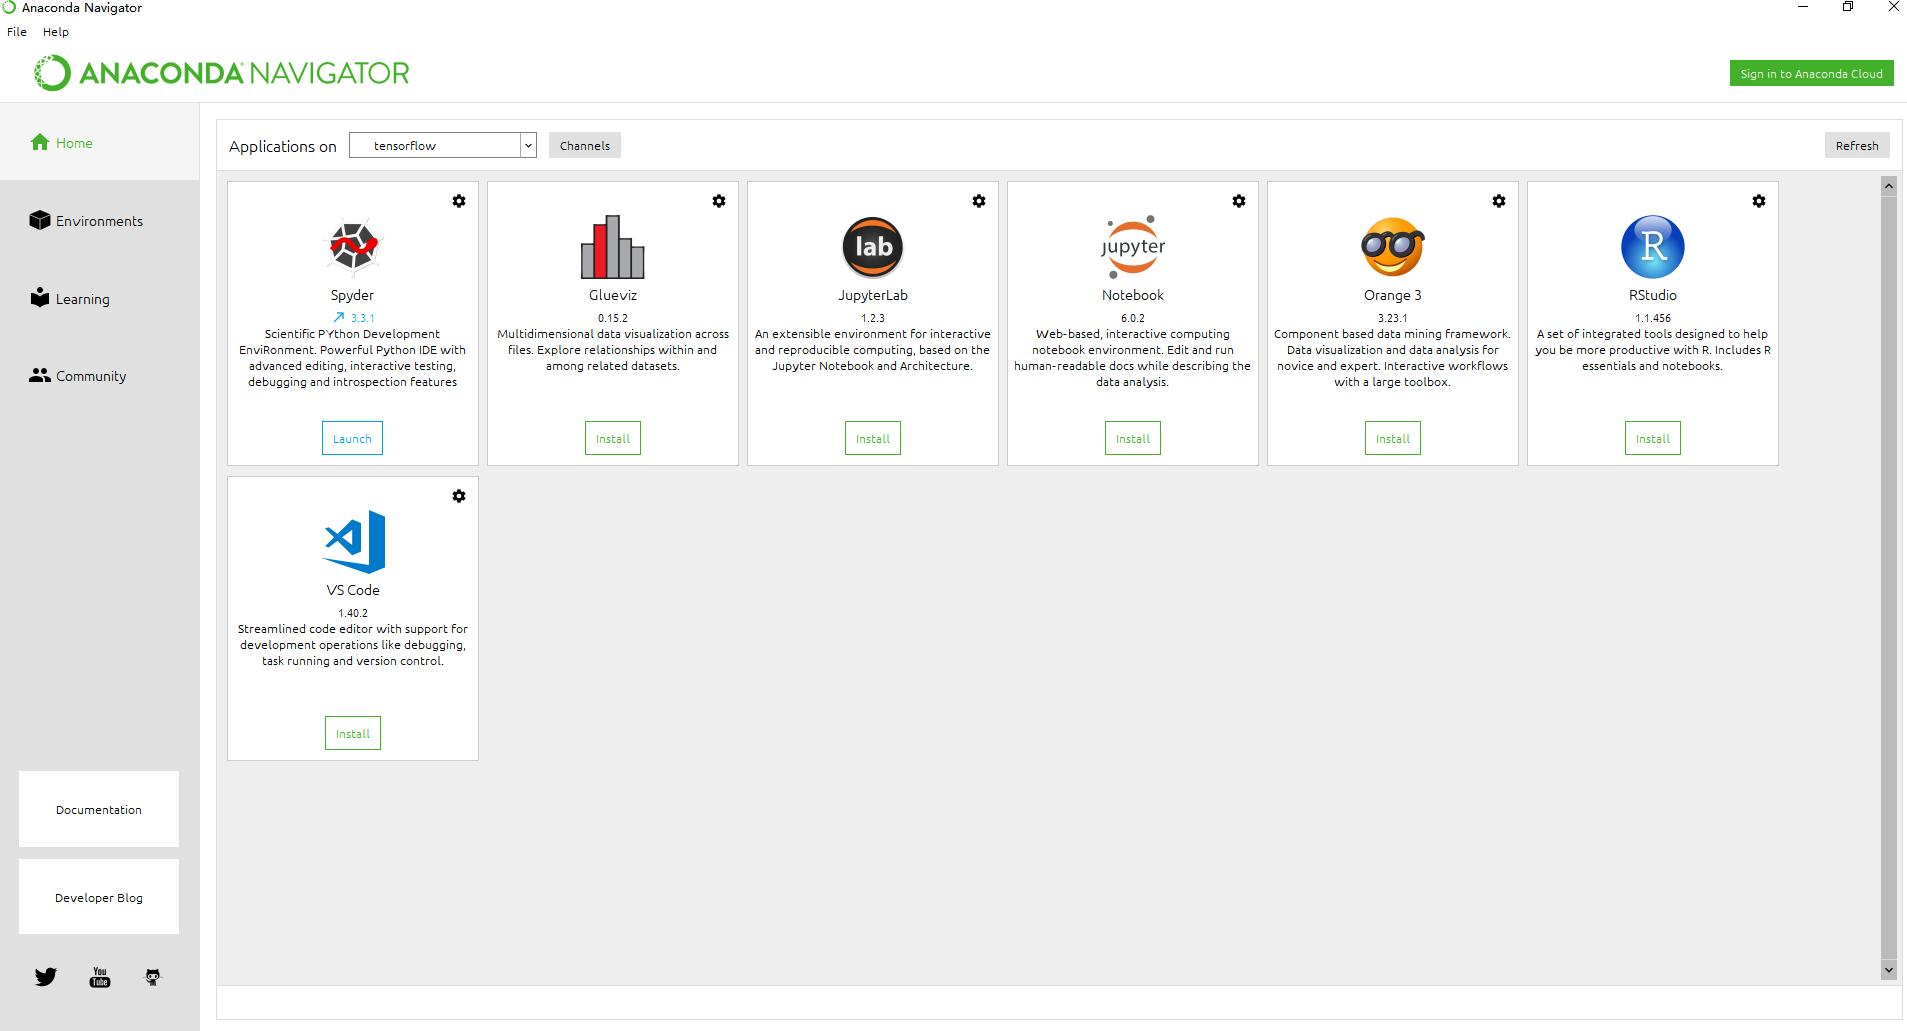 Anaconda Navigator
File Help
ANACONDA NAVIGATOR
Sign in to Anaconda Cloud
Home
Environments
Learning
Community
Documentation
Developer Blog
You
Tube
Applications on tensorflow Channels Refresh
Spyder
3.3.1
Scientific PYthon Development
EnviRonment. Powerful Python IDE with
advanced editing, interactive testing,
debugging and introspection features
Launch
Glueviz
0.15.2
Multidimensional data visualization across
files. Explore relationships within and
among related datasets.
Install
lab
JupyterLab
1.2.3
An extensible environment for interactive
and reproducible computing, based on the
Jupyter Notebook and Architecture.
Install
jupyter
Notebook
6.0.2
Web-based, interactive computing
notebook environment. Edit and run
human-readable docs while describing the
data analysis.
Install
Orange 3
3.23.1
Component based data mining framework.
Data visualization and data analysis for
novice and expert. Interactive workflows
with a large toolbox.
Install
R
RStudio
1.1.456
A set of integrated tools designed to help
you be more productive with R. Includes R
essentials and notebooks.
Install
VS Code
1.40.2
Streamlined code editor with support for
development operations like debugging,
task running and version control.
Install